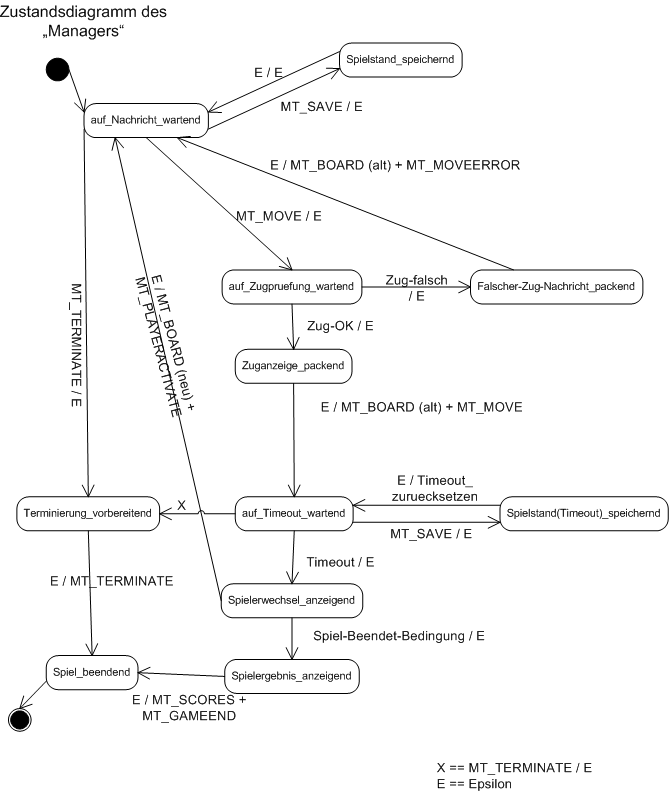 Zustandsdiagramm des
„Managers“
Spielstand_speichernd
E / E
MT_SAVE / E
auf_Nachricht_wartend
E / MT_BOARD (alt) + MT_MOVEERROR
MT_MOVE / E
auf_Zugpruefung_wartend
Zug-falsch
/ E
Falscher-Zug-Nachricht_packend
E / MT_BOARD (neu) +
MT_PLAYERACTIVATE
MT_TERMINATE / E
Zug-OK / E
Zuganzeige_packend
E / MT_BOARD (alt) + MT_MOVE
E / Timeout_
zuruecksetzen
Terminierung_vorbereitend
X
auf_Timeout_wartend
Spielstand(Timeout)_speichernd
MT_SAVE / E
Timeout / E
E / MT_TERMINATE
Spielerwechsel_anzeigend
Spiel-Beendet-Bedingung / E
Spiel_beendend
Spielergebnis_anzeigend
E / MT_SCORES +
MT_GAMEEND
X == MT_TERMINATE / E
E == Epsilon